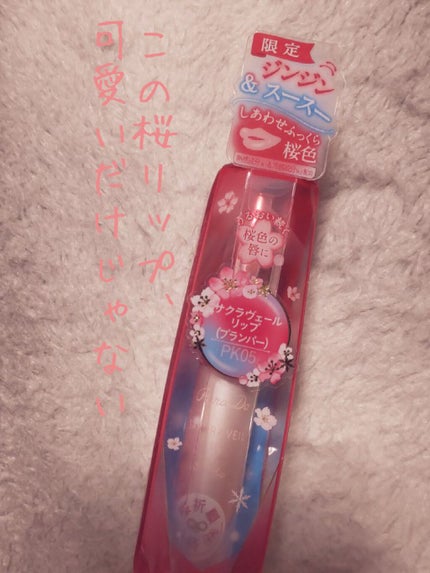 この桜リップ、
可愛いだけじゃない
限定
ジンジン
&スースー
しあわせふっくら
桜色
桜色の
唇に
サクラヴェール
リップ
(プランパー)
PK05